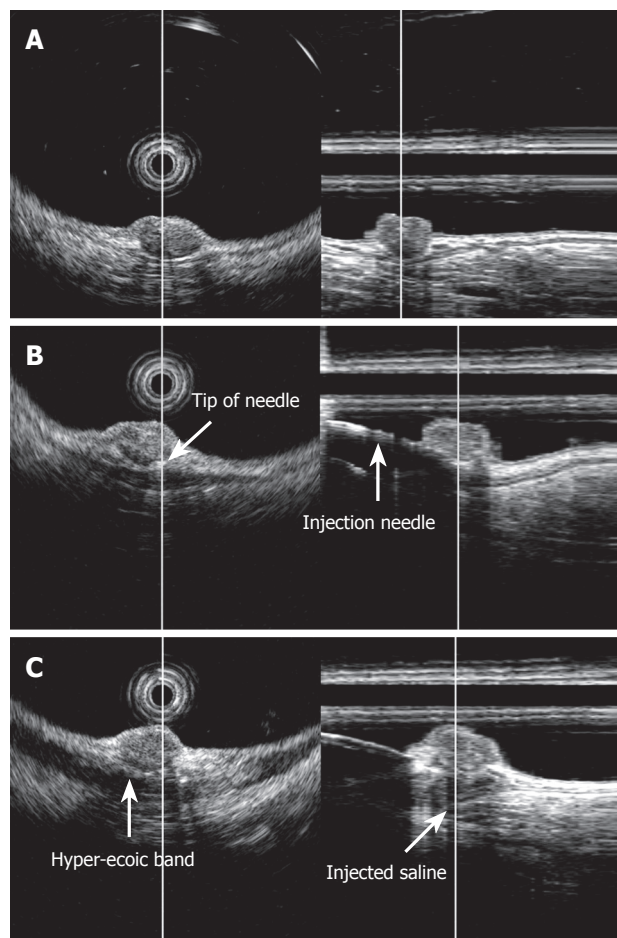 A
B
Tip of needle
Injection needle
C
Hyper-ecoic band
Injected saline